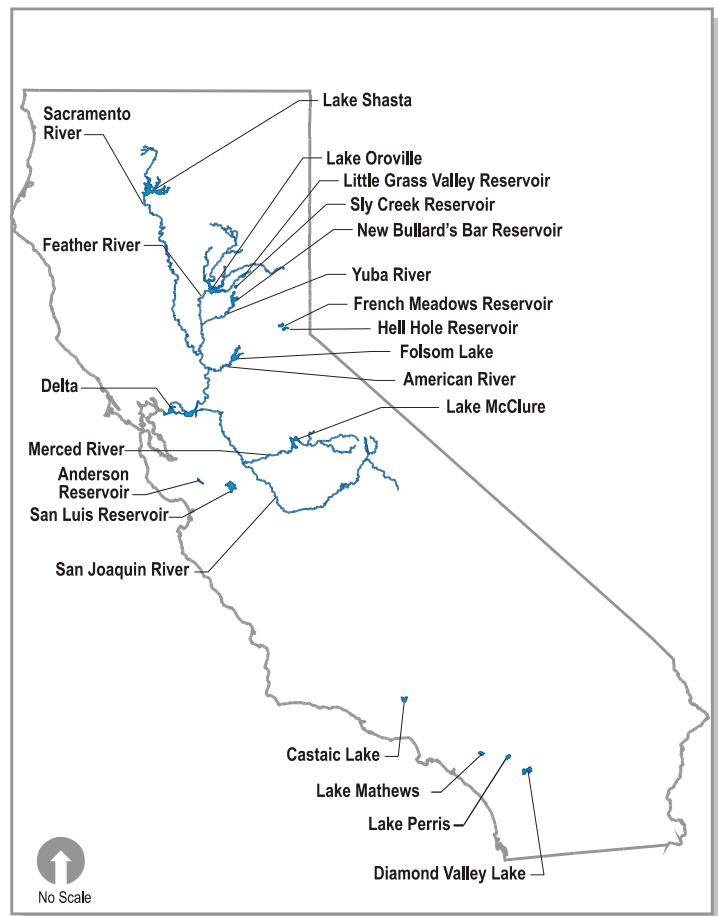 Lake Shasta
Sacramento
River
Lake Oroville
Little Grass Valley Reservoir
Sly Creek Reservoir
New Bullard's Bar Reservoir
Feather River
Yuba River
French Meadows Reservoir
Hell Hole Reservoir
Folsom Lake
American River
Delta
Lake McClure
Merced River
Anderson
Reservoir
San Luis Reservoir
San Joaquin River
Castaic Lake
Lake Mathews
Lake Perris
Diamond Valley Lake
No Scale